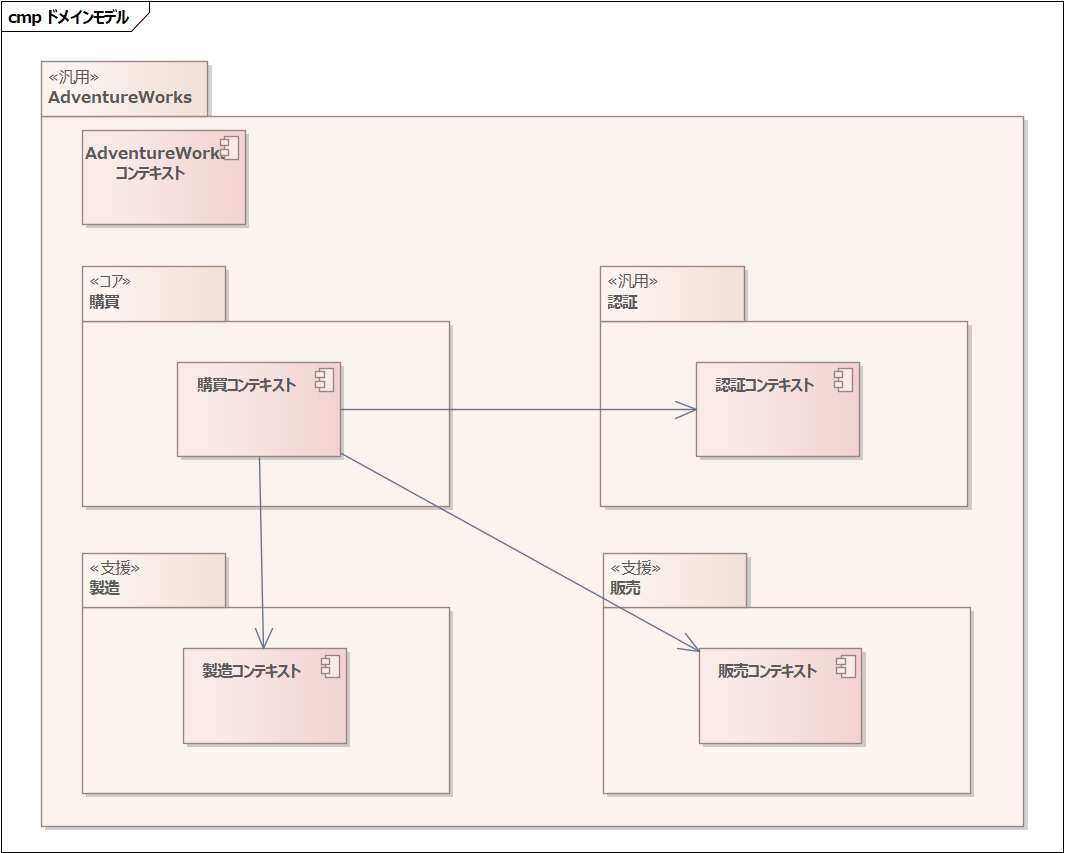 cmp ドメインモデル
«汎用»
AdventureWorks
AdventureWork
コンテキスト
«コア»
購買
購買コンテキスト
«汎用»
認証
認証コンテキスト
«支援»
製造
製造コンテキスト
«支援»
販売
販売コンテキスト